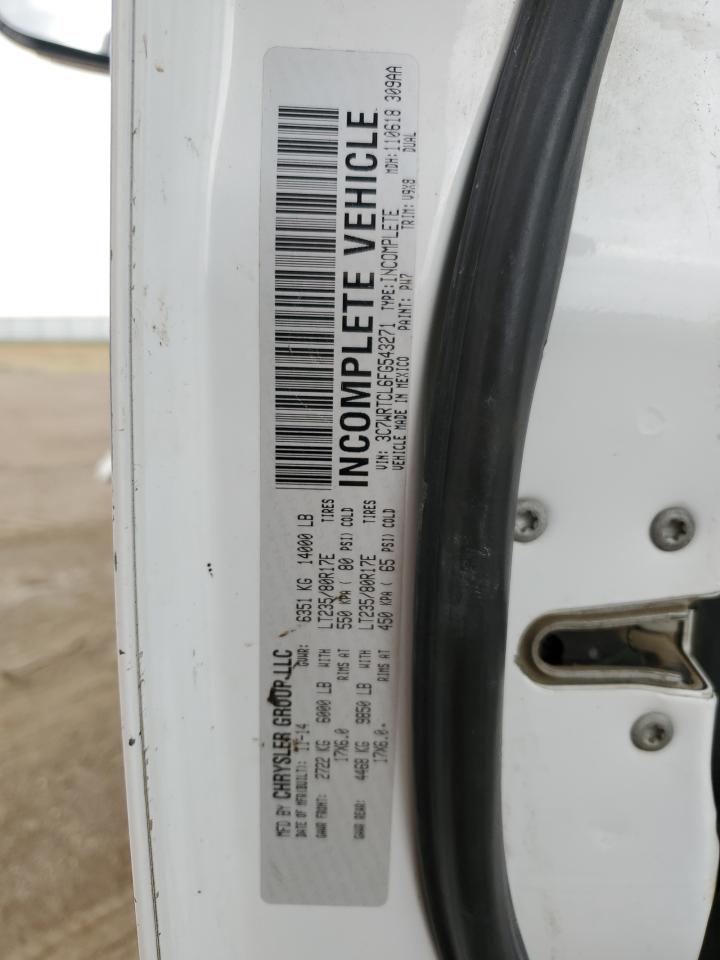 MFD BY CHRYSLER GROUP LLC
DATE OF MFR(BUILT): 11-14 GVWR: 6351 KG 14000 LB
GAWR FRONT: 2722 KG 6000 LB WITH LT235/80R17E TIRES
17X6.0 RIMS AT 550 KPA ( 80 PSI) COLD
GAWR REAR: 4468 KG 9850 LB WITH LT235/80R17E TIRES
17X6.0+ RIMS AT 450 KPA ( 65 PSI) COLD
INCOMPLETE VEHICLE
VIN: 3C7WRTCL6FG543271 TYPE: INCOMPLETE MDH: 110618 309AA
VEHICLE MADE IN MEXICO PAINT: PW7 TRIM: V9X8 DUAL